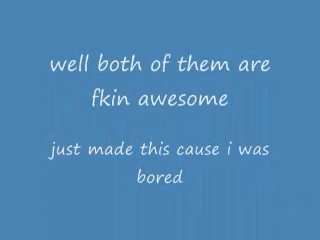 well both of them are
fkin awesome
just made this cause i was
bored